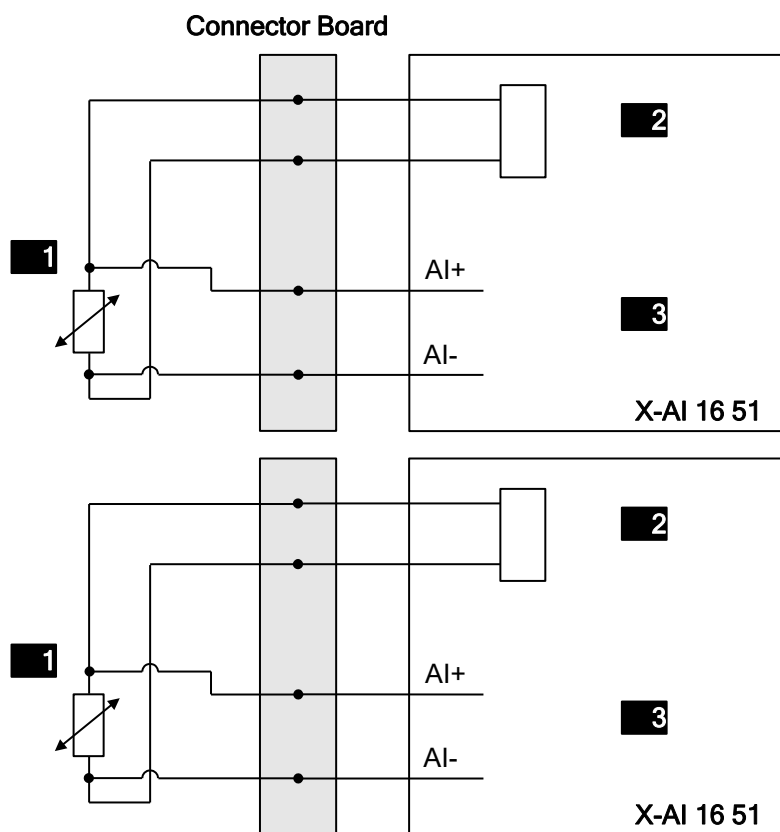 Connector Board
2
1
AI+
3
AI-
X-AI 16 51
2
1
AI+
3
AI-
X-AI 16 51